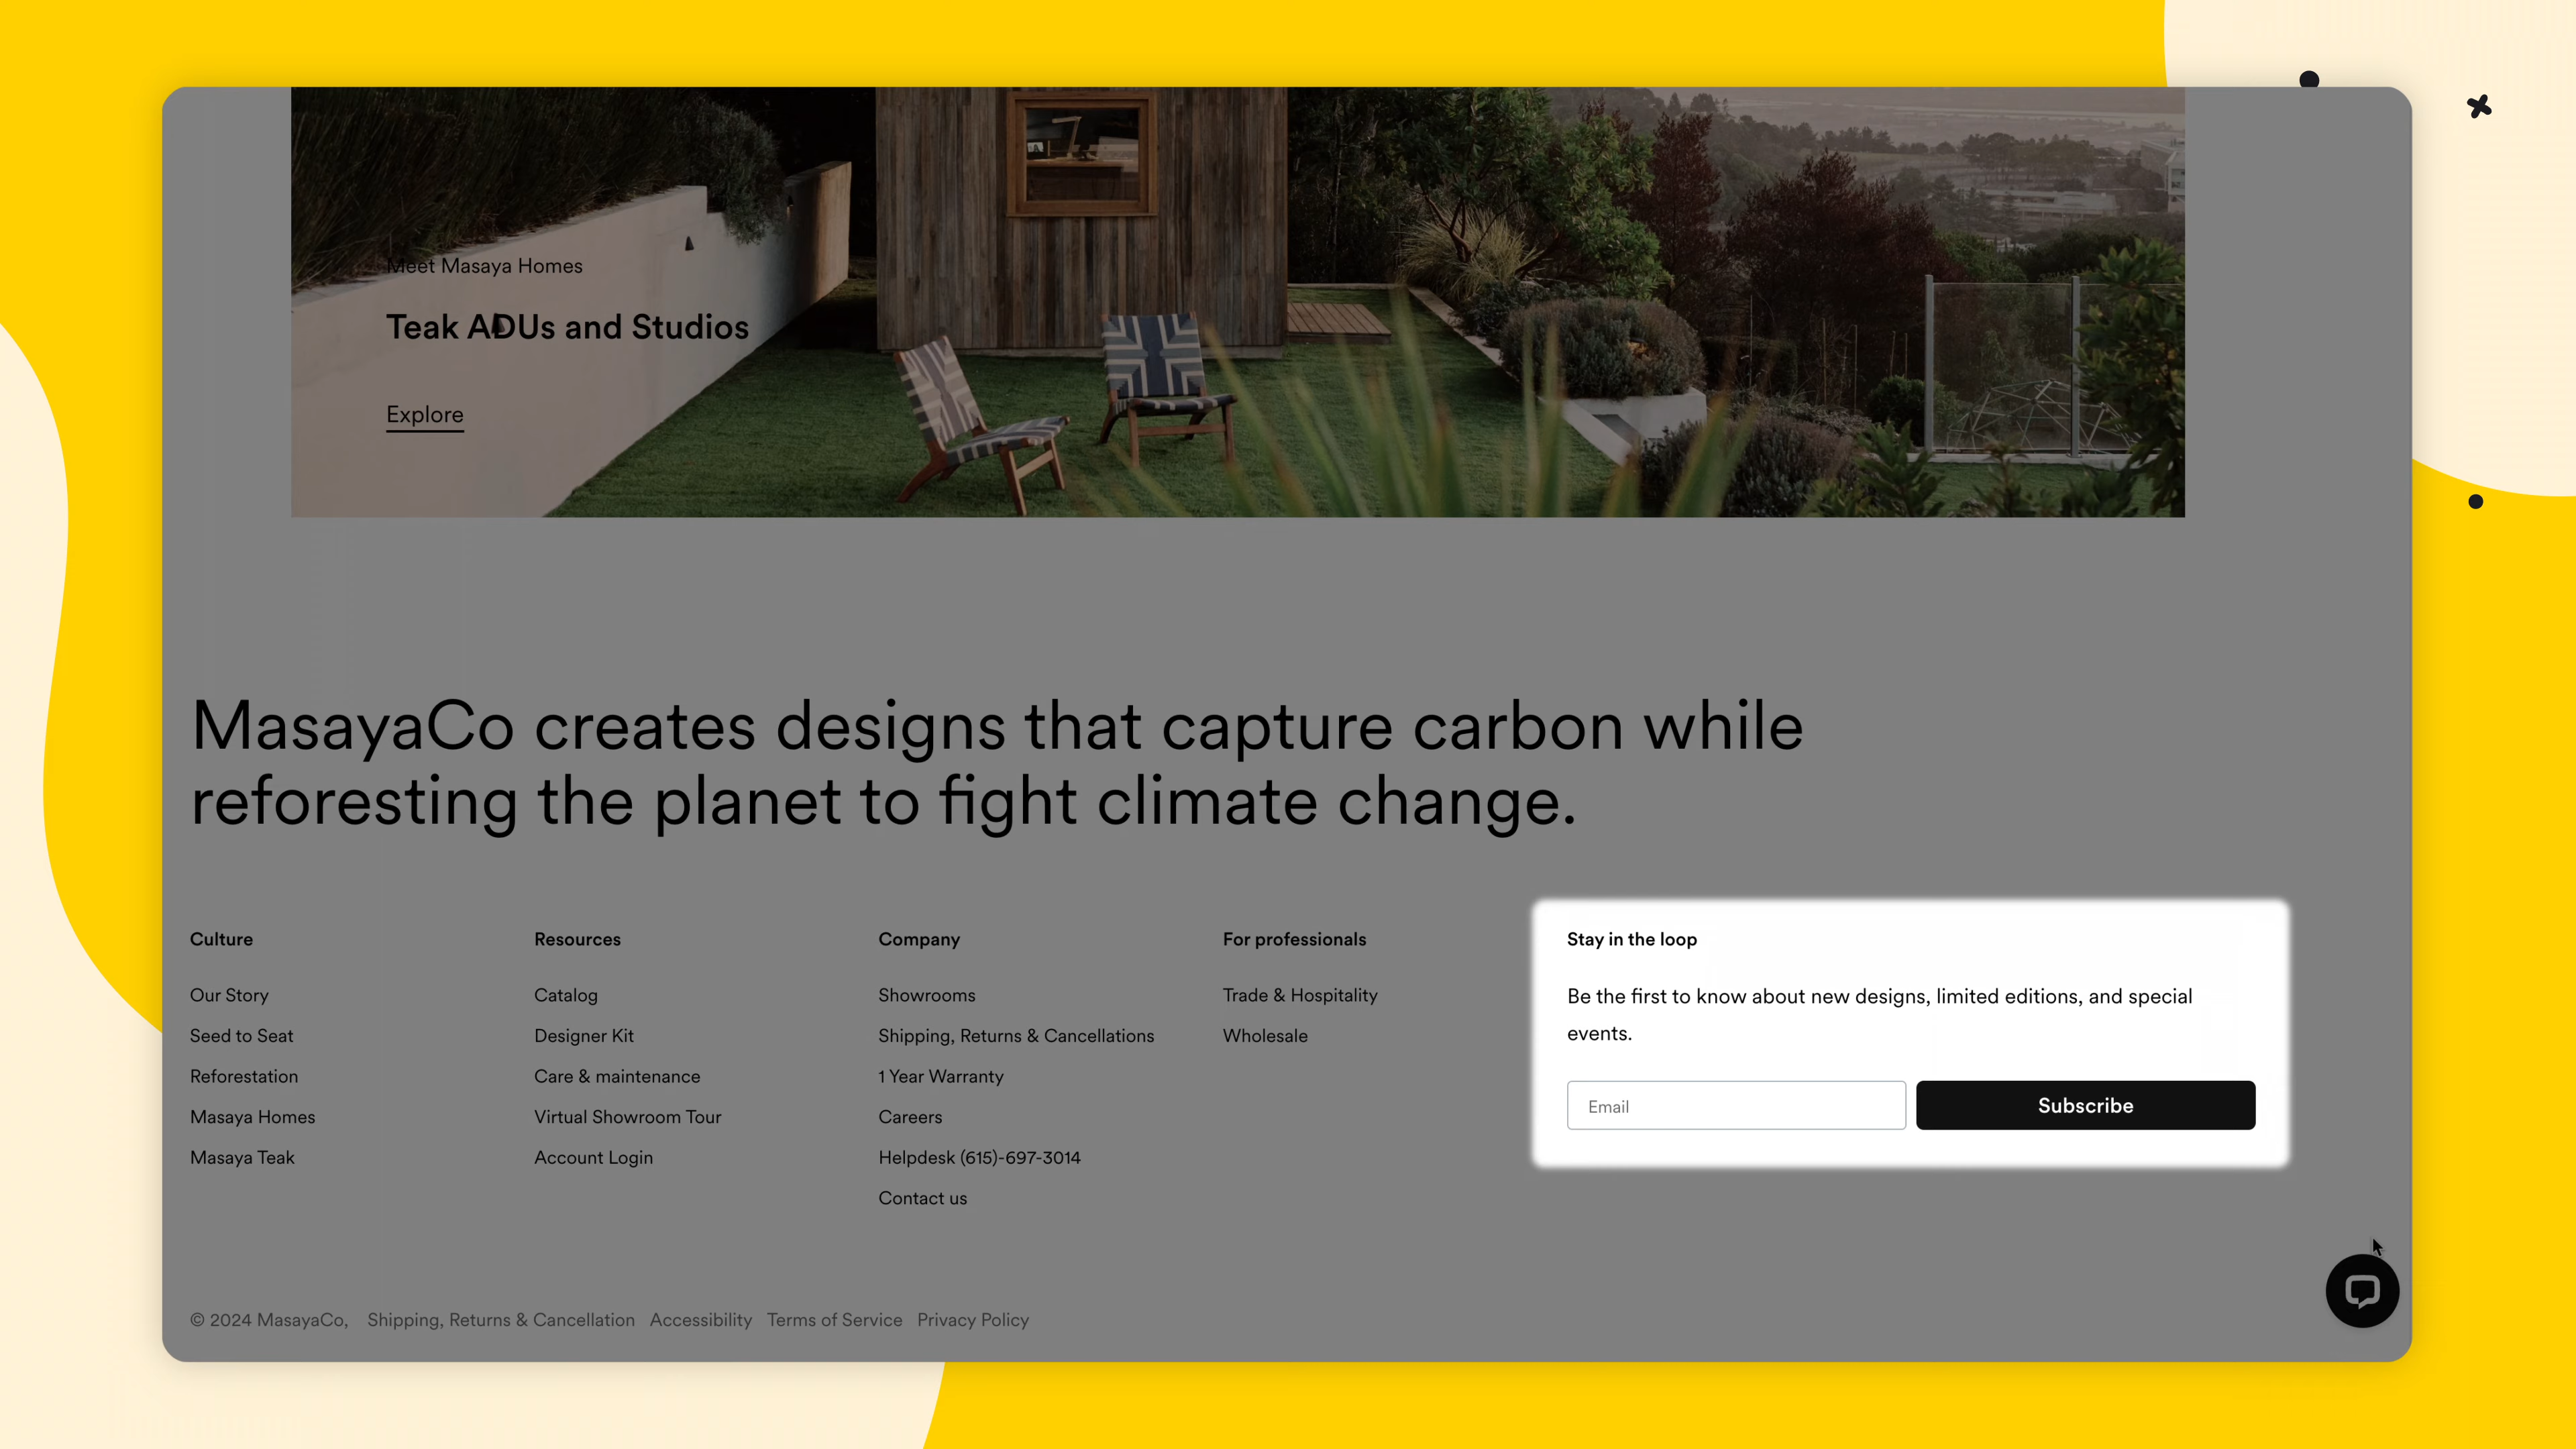 Meet Masaya Homes
Teak ADUs and Studios
Explore
MasayaCo creates designs that capture carbon while
reforesting the planet to fight climate change.
Culture
Our Story
Seed to Seat
Reforestation
Masaya Homes
Masaya Teak
Resources
Catalog
Designer Kit
Care & maintenance
Virtual Showroom Tour
Account Login
Company
Showrooms
Shipping, Returns & Cancellations
1 Year Warranty
Careers
Helpdesk (615)-697-3014
Contact us
For professionals
Trade & Hospitality
Wholesale
Stay in the loop
Be the first to know about new designs, limited editions, and special
events.
Email
Subscribe
© 2024 MasayaCo, Shipping, Returns & Cancellation Accessibility Terms of Service Privacy Policy